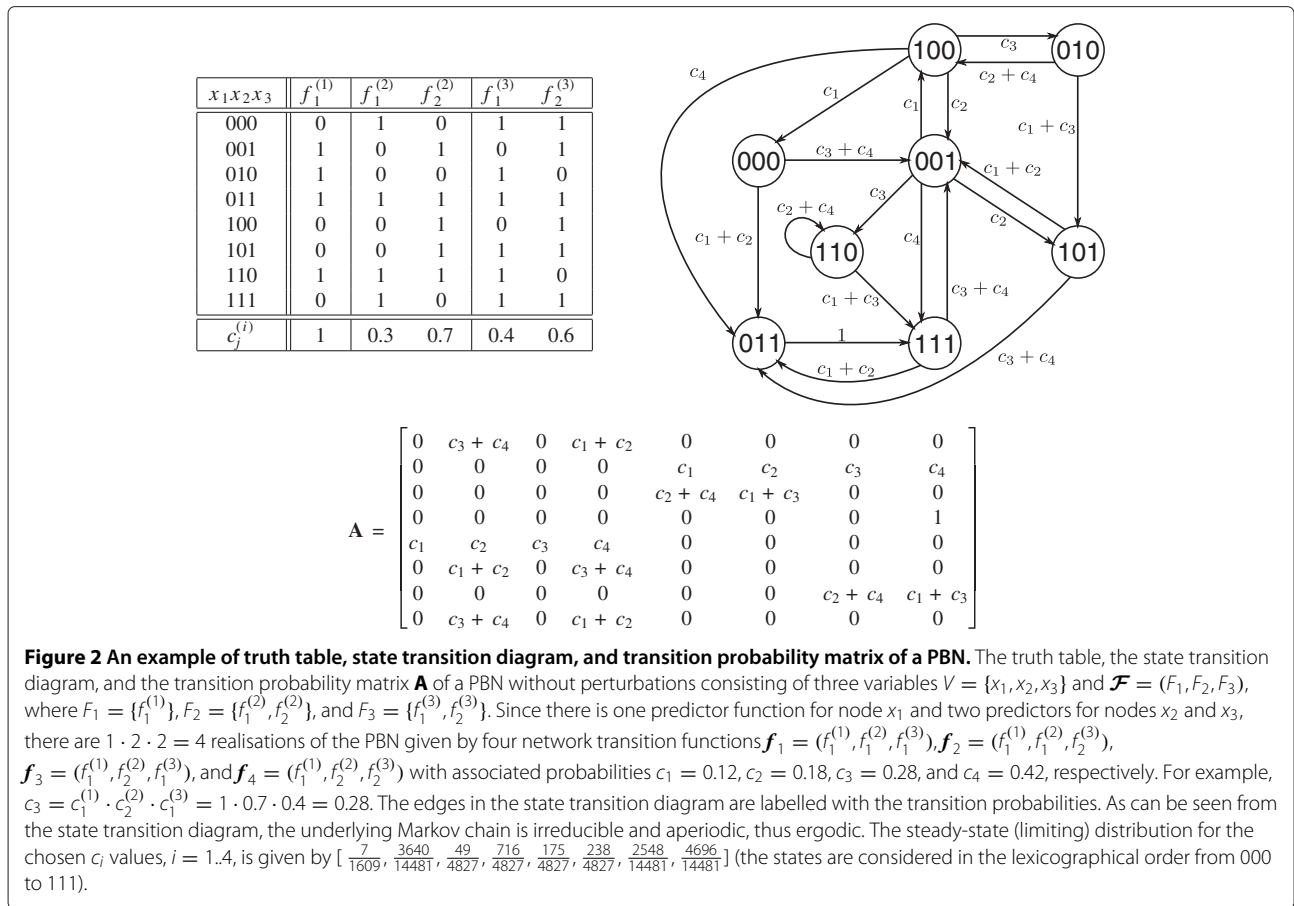 x₁x₂x₃ f₁⁽¹⁾ f₁⁽²⁾ f₂⁽²⁾ f₁⁽³⁾ f₂⁽³⁾
000 0 1 0 1 1
001 1 0 1 0 1
010 1 0 0 1 0
011 1 1 1 1 1
100 0 0 1 0 1
101 0 0 1 1 1
110 1 1 1 1 0
111 0 1 0 1 1
c_j⁽ⁱ⁾ 1 0.3 0.7 0.4 0.6
100 c₃ 010
c₄ c₂ + c₄
c₁ c₁ c₂ c₁ + c₃
000 c₃ + c₄ 001
c₁ + c₂
c₂ + c₄ c₃ c₂
c₁ + c₂ 110 c₄ 101
c₁ + c₃ c₃ + c₄
011 1 111
c₁ + c₂ c₃ + c₄
A =
0 c₃ + c₄ 0 c₁ + c₂ 0 0 0 0
0 0 0 0 c₁ c₂ c₃ c₄
0 0 0 0 c₂ + c₄ c₁ + c₃ 0 0
0 0 0 0 0 0 0 1
c₁ c₂ c₃ c₄ 0 0 0 0
0 c₁ + c₂ 0 c₃ + c₄ 0 0 0 0
0 0 0 0 0 0 c₂ + c₄ c₁ + c₃
0 c₃ + c₄ 0 c₁ + c₂ 0 0 0 0
Figure 2 An example of truth table, state transition diagram, and transition probability matrix of a PBN. The truth table, the state transition
diagram, and the transition probability matrix A of a PBN without perturbations consisting of three variables V = {x₁, x₂, x₃} and 𝓕 = (F₁, F₂, F₃),
where F₁ = {f₁⁽¹⁾}, F₂ = {f₁⁽²⁾, f₂⁽²⁾}, and F₃ = {f₁⁽³⁾, f₂⁽³⁾}. Since there is one predictor function for node x₁ and two predictors for nodes x₂ and x₃,
there are 1 · 2 · 2 = 4 realisations of the PBN given by four network transition functions f₁ = (f₁⁽¹⁾, f₁⁽²⁾, f₁⁽³⁾), f₂ = (f₁⁽¹⁾, f₁⁽²⁾, f₂⁽³⁾),
f₃ = (f₁⁽¹⁾, f₂⁽²⁾, f₁⁽³⁾), and f₄ = (f₁⁽¹⁾, f₂⁽²⁾, f₂⁽³⁾) with associated probabilities c₁ = 0.12, c₂ = 0.18, c₃ = 0.28, and c₄ = 0.42, respectively. For example,
c₃ = c₁⁽¹⁾ · c₂⁽²⁾ · c₁⁽³⁾ = 1 · 0.7 · 0.4 = 0.28. The edges in the state transition diagram are labelled with the transition probabilities. As can be seen from
the state transition diagram, the underlying Markov chain is irreducible and aperiodic, thus ergodic. The steady-state (limiting) distribution for the
chosen cᵢ values, i = 1..4, is given by [ 7/1609, 3640/14481, 49/4827, 716/4827, 175/4827, 238/4827, 2548/14481, 4696/14481 ] (the states are considered in the lexicographical order from 000
to 111).